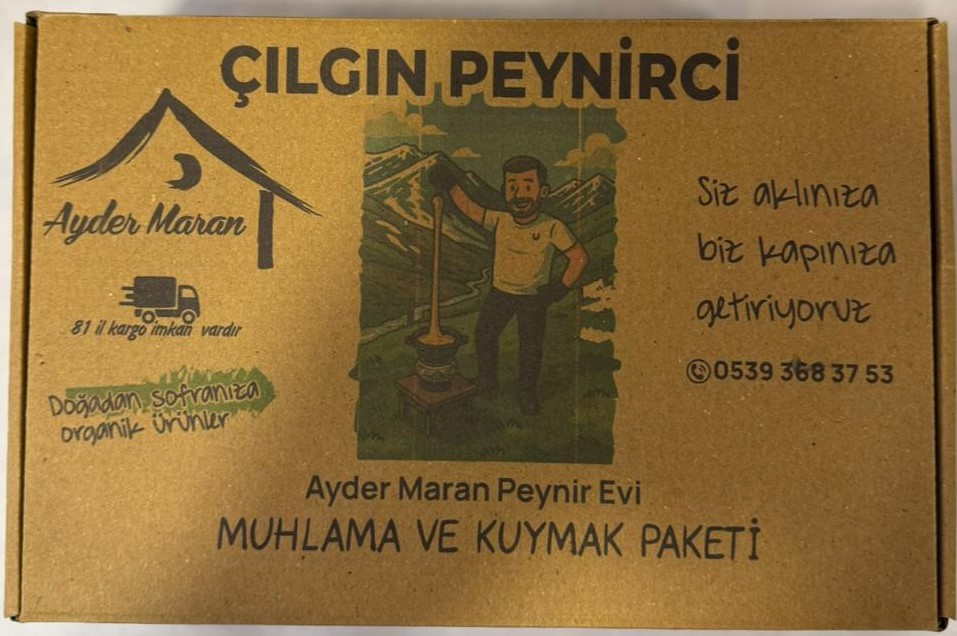 ÇILGIN PEYNİRCİ
Ayder Maran
81 il kargo imkan vardır
Doğadan sofranıza
organik ürünler
Siz aklınıza
biz kapınıza
getiriyoruz
0539 368 37 53
Ayder Maran Peynir Evi
MUHLAMA VE KUYMAK PAKETİ